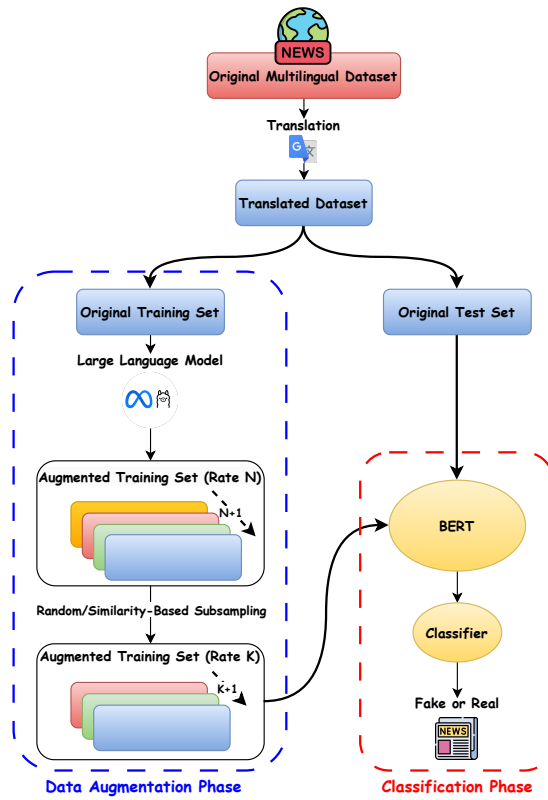 NEWS
Original Multilingual Dataset
Translation
G 文
Translated Dataset
Original Training Set
Original Test Set
Large Language Model
Augmented Training Set (Rate N)
N+1
BERT
Random/Similarity-Based Subsampling
Augmented Training Set (Rate K)
K+1
Classifier
Fake or Real
NEWS
Data Augmentation Phase
Classification Phase